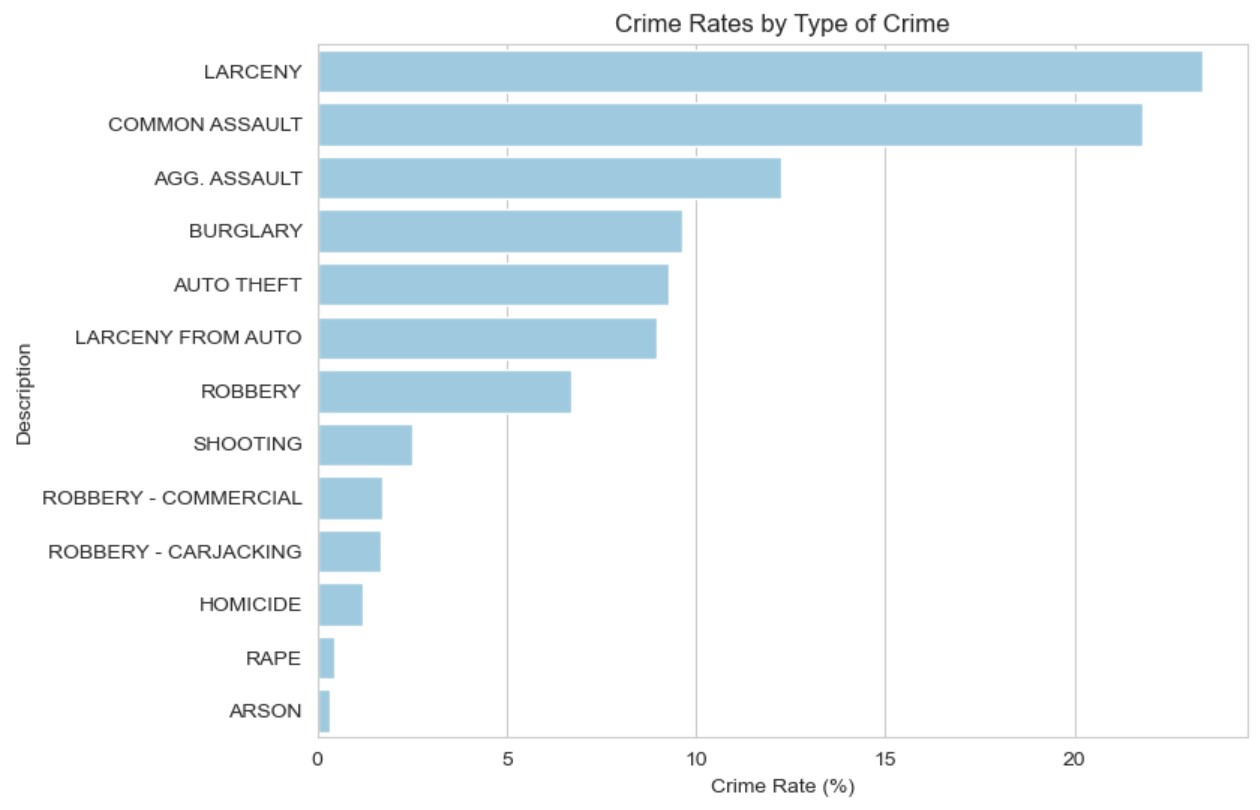 Crime Rates by Type of Crime
LARCENY
COMMON ASSAULT
AGG. ASSAULT
BURGLARY
AUTO THEFT
LARCENY FROM AUTO
ROBBERY
SHOOTING
ROBBERY - COMMERCIAL
ROBBERY - CARJACKING
HOMICIDE
RAPE
ARSON
Description
0 5 10 15 20
Crime Rate (%)